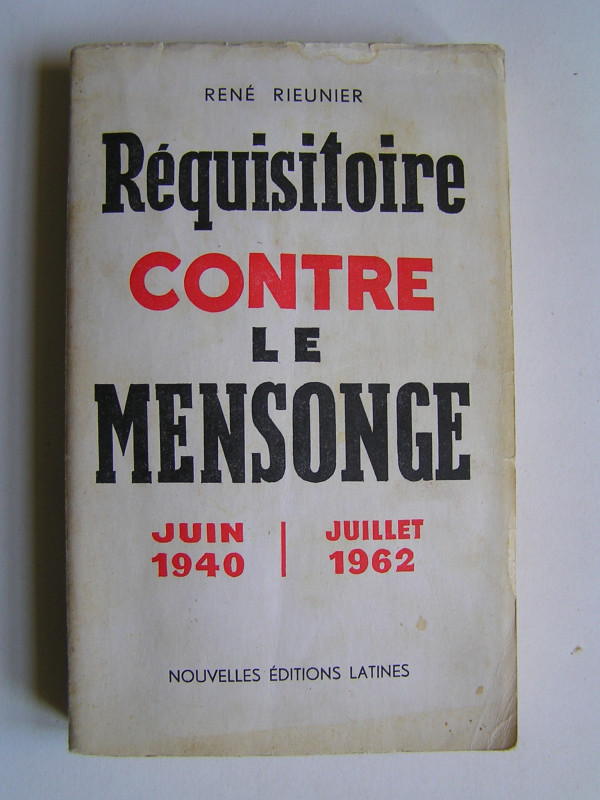 RENÉ RIEUNIER
Réquisitoire
CONTRE
LE
MENSONGE
JUIN 1940 | JUILLET 1962
NOUVELLES ÉDITIONS LATINES